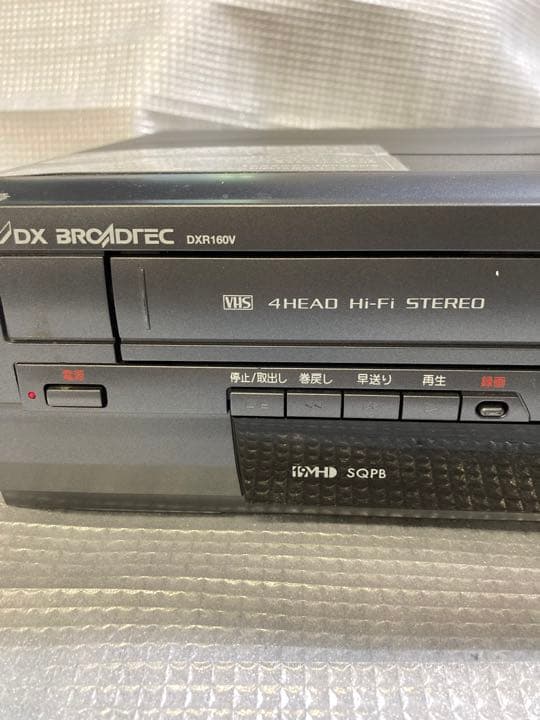 DX BROADTEC DXR160V
VHS 4HEAD Hi-Fi STEREO
電源 停止/取出し 巻戻し 早送り 再生 録画
19MHD SQPB